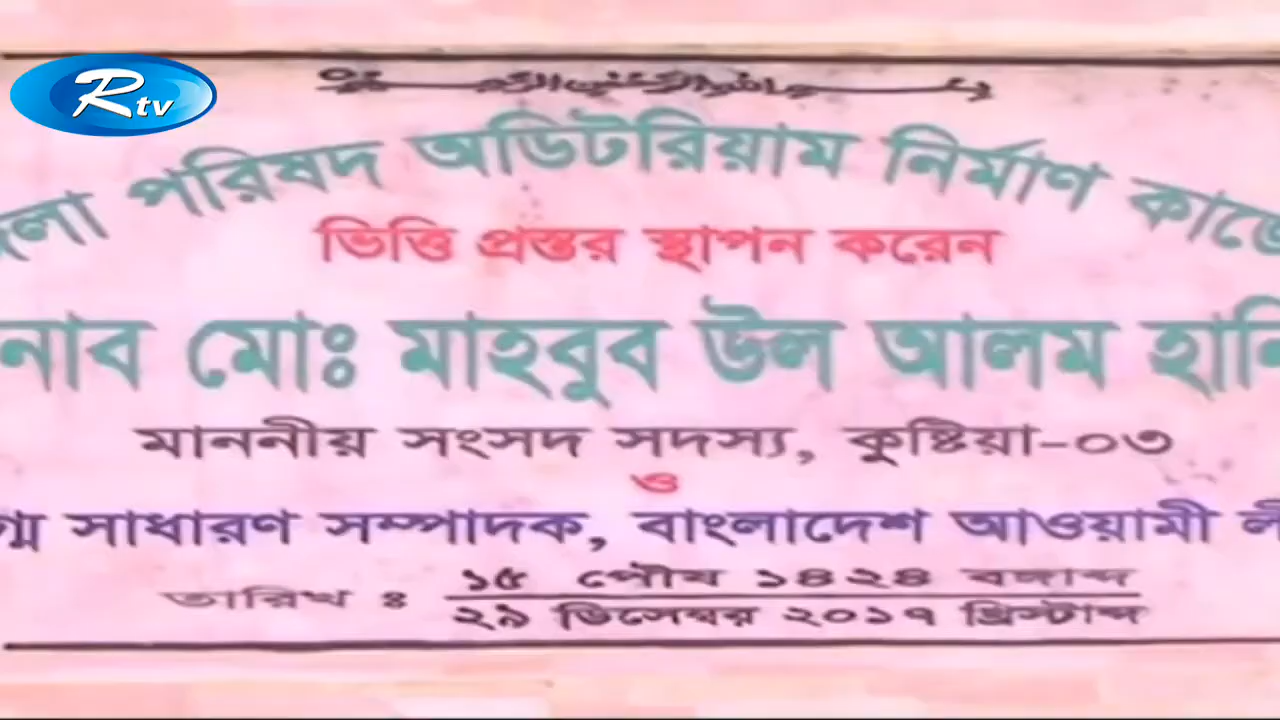 Rtv
পরিষদ অডিটরিয়াম নির্মাণ
ভিত্তি প্রস্তর স্থাপন করেন
মোঃ মাহবুব উল আলম
মাননীয় সংসদ সদস্য, কুষ্টিয়া-০৩
ও
সাধারণ সম্পাদক, বাংলাদেশ আওয়ামী
তারিখ ঃ
১৫ পৌষ ১৪২৪ বঙ্গাব্দ
২৯ ডিসেম্বর ২০১৭ খ্রিস্টাব্দ